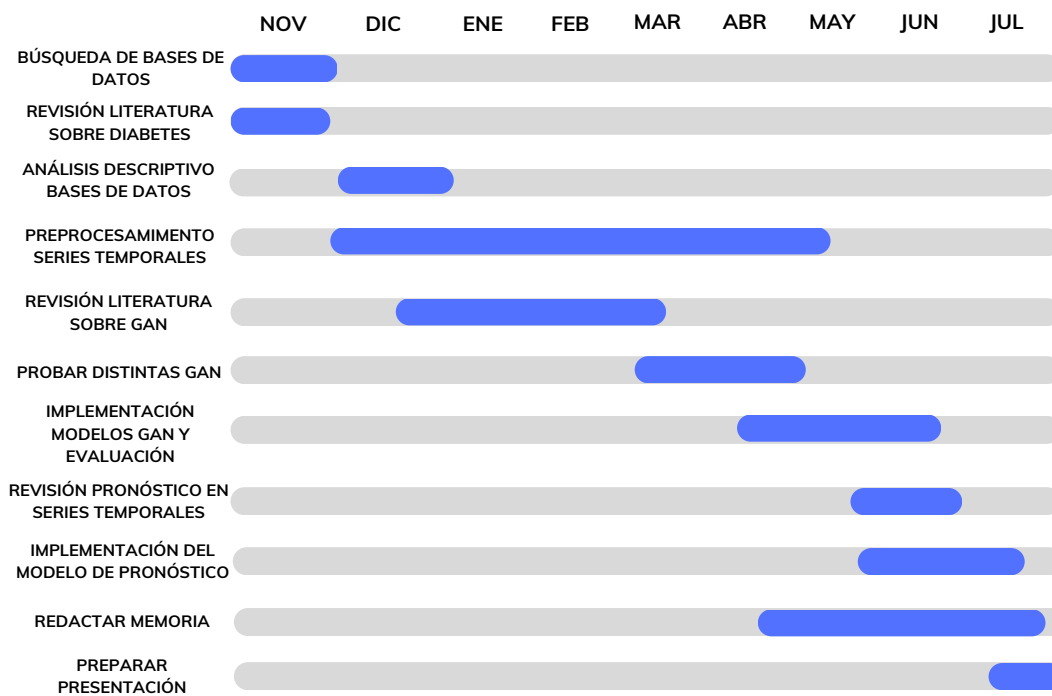 NOV DIC ENE FEB MAR ABR MAY JUN JUL
BÚSQUEDA DE BASES DE
DATOS
REVISIÓN LITERATURA
SOBRE DIABETES
ANÁLISIS DESCRIPTIVO
BASES DE DATOS
PREPROCESAMIMENTO
SERIES TEMPORALES
REVISIÓN LITERATURA
SOBRE GAN
PROBAR DISTINTAS GAN
IMPLEMENTACIÓN
MODELOS GAN Y
EVALUACIÓN
REVISIÓN PRONÓSTICO EN
SERIES TEMPORALES
IMPLEMENTACIÓN DEL
MODELO DE PRONÓSTICO
REDACTAR MEMORIA
PREPARAR
PRESENTACIÓN